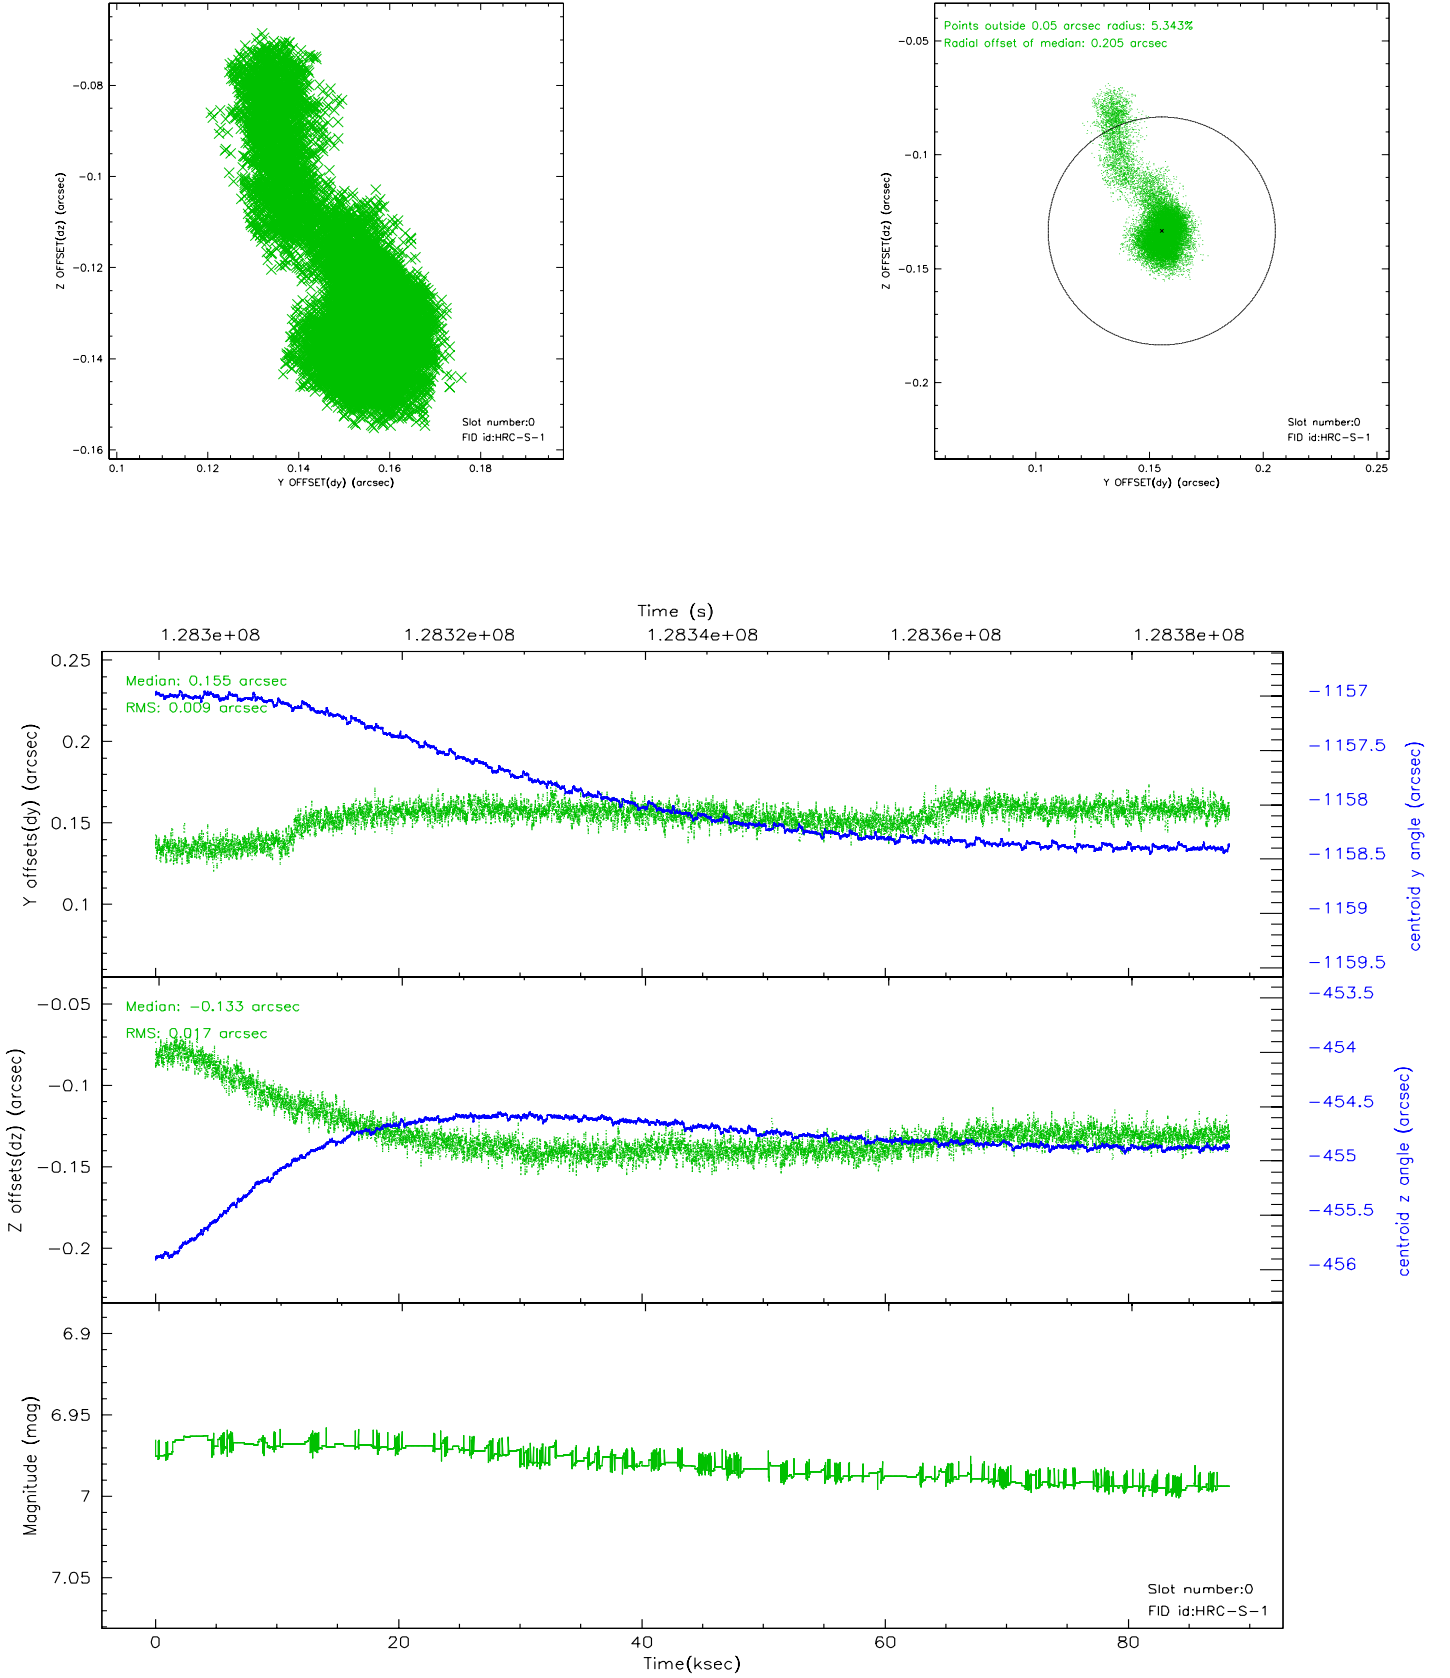 −0.08
−0.1
−0.12
−0.14
−0.16
Z OFFSET(dz) (arcsec)
0.1 0.12 0.14 0.16 0.18
Y OFFSET(dy) (arcsec)
Slot number:0
FID id:HRC−S−1
Points outside 0.05 arcsec radius: 5.343%
Radial offset of median: 0.205 arcsec
−0.05
−0.1
−0.15
−0.2
Z OFFSET(dz) (arcsec)
0.1 0.15 0.2 0.25
Y OFFSET(dy) (arcsec)
Slot number:0
FID id:HRC−S−1
Time (s)
1.283e+08 1.2832e+08 1.2834e+08 1.2836e+08 1.2838e+08
Median: 0.155 arcsec
RMS: 0.009 arcsec
0.25
0.2
0.15
0.1
Y offsets(dy) (arcsec)
−1157
−1157.5
−1158
−1158.5
−1159
−1159.5
centroid y angle (arcsec)
Median: −0.133 arcsec
RMS: 0.017 arcsec
−0.05
−0.1
−0.15
−0.2
Z offsets(dz) (arcsec)
−453.5
−454
−454.5
−455
−455.5
−456
centroid z angle (arcsec)
6.9
6.95
7
7.05
Magnitude (mag)
Slot number:0
FID id:HRC−S−1
0 20 40 60 80
Time(ksec)